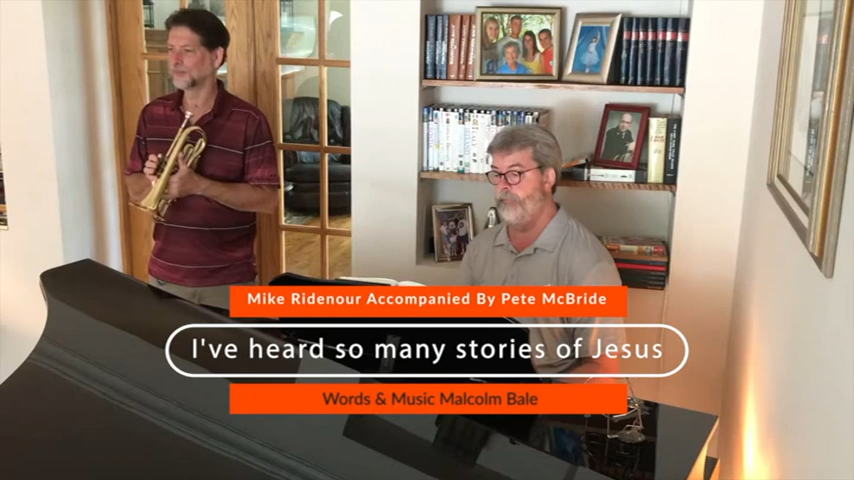 Mike Ridenour Accompanied By Pete McBride
I've heard so many stories of Jesus
Words & Music Malcolm Bale